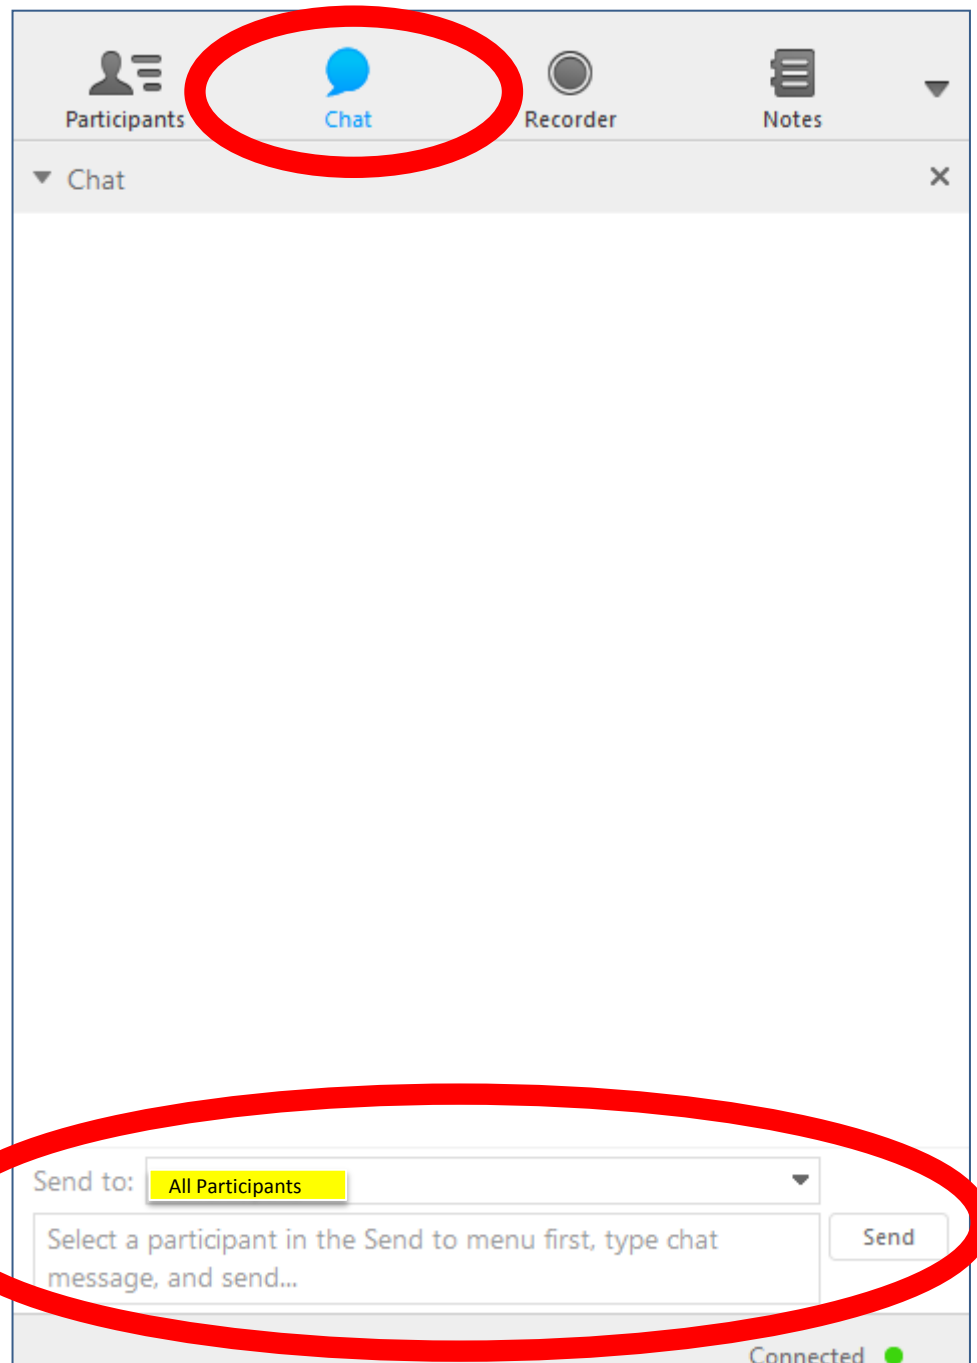 Participants Chat Recorder Notes
Chat
Send to: All Participants
Select a participant in the Send to menu first, type chat
message, and send...
Send
Connected